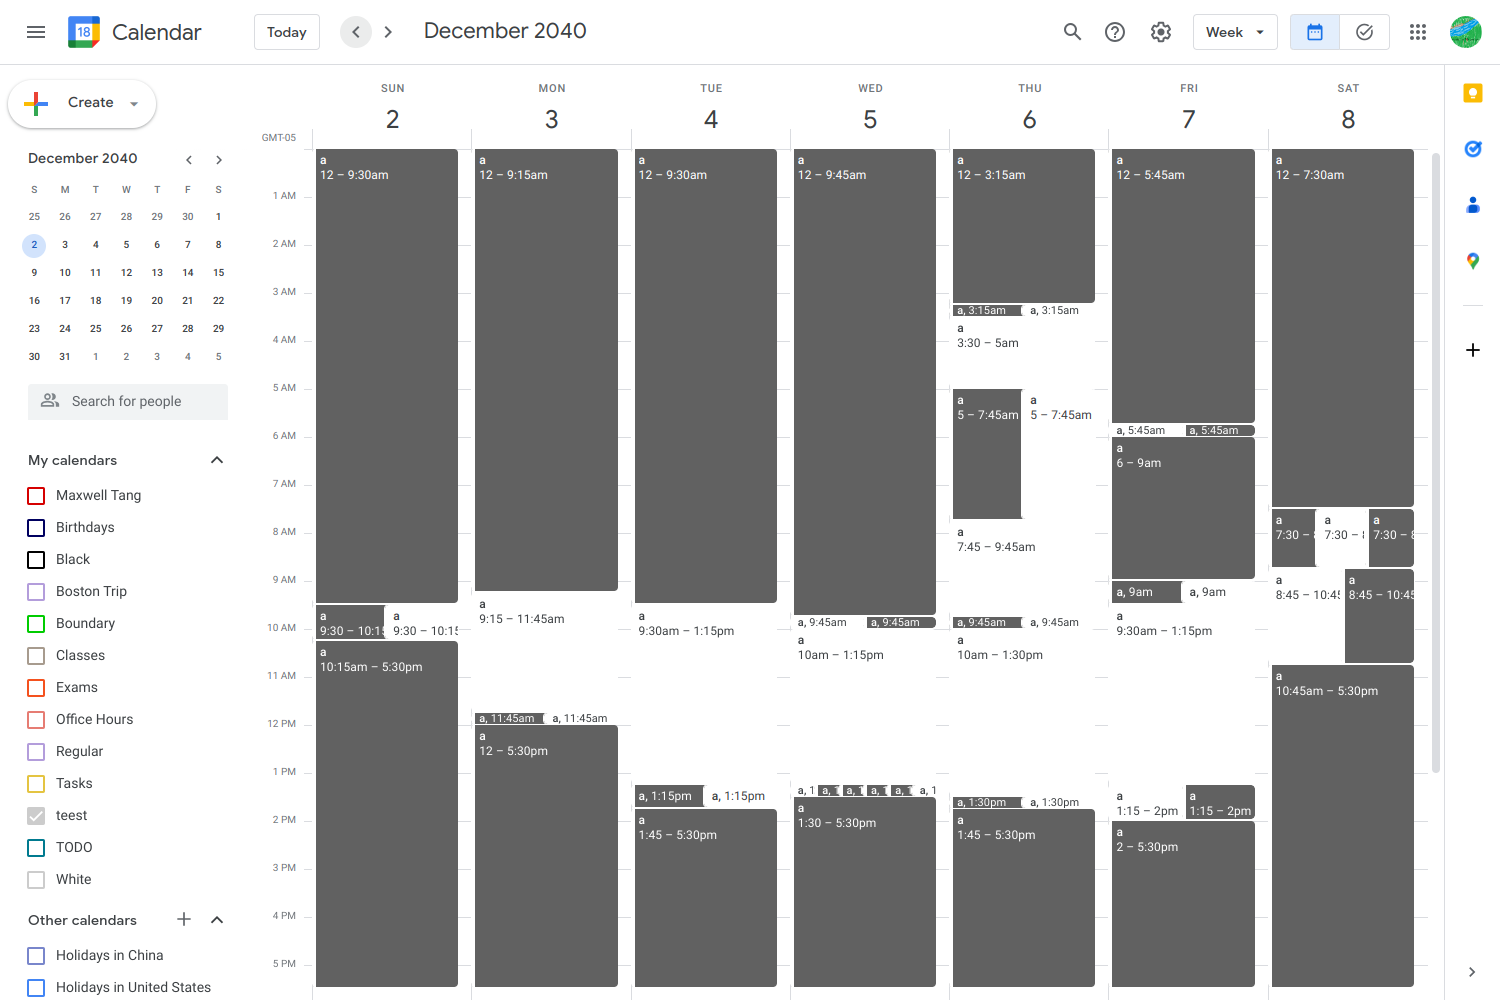 18 Calendar Today December 2040 Week
Create
GMT-05
SUN MON TUE WED THU FRI SAT
2 3 4 5 6 7 8
December 2040
S M T W T F S
25 26 27 28 29 30 1
2 3 4 5 6 7 8
9 10 11 12 13 14 15
16 17 18 19 20 21 22
23 24 25 26 27 28 29
30 31 1 2 3 4 5
Search for people
My calendars
Maxwell Tang
Birthdays
Black
Boston Trip
Boundary
Classes
Exams
Office Hours
Regular
Tasks
teest
TODO
White
Other calendars
Holidays in China
Holidays in United States
1 AM
2 AM
3 AM
4 AM
5 AM
6 AM
7 AM
8 AM
9 AM
10 AM
11 AM
12 PM
1 PM
2 PM
3 PM
4 PM
5 PM
a
12 – 9:30am
a
9:30 – 10:15
a
9:30 – 10:15
a
10:15am – 5:30pm
a
12 – 9:15am
a
9:15 – 11:45am
a, 11:45am
a, 11:45am
a
12 – 5:30pm
a
12 – 9:30am
a
9:30am – 1:15pm
a, 1:15pm
a, 1:15pm
a
1:45 – 5:30pm
a
12 – 9:45am
a, 9:45am
a, 9:45am
a
10am – 1:15pm
a, 1
a, 1
a, 1
a, 1
a, 1
a, 1
a
1:30 – 5:30pm
a
12 – 3:15am
a, 3:15am
a, 3:15am
a
3:30 – 5am
a
5 – 7:45am
a
5 – 7:45am
a
7:45 – 9:45am
a, 9:45am
a, 9:45am
a
10am – 1:30pm
a, 1:30pm
a, 1:30pm
a
1:45 – 5:30pm
a
12 – 5:45am
a, 5:45am
a, 5:45am
a
6 – 9am
a, 9am
a, 9am
a
9:30am – 1:15pm
a
1:15 – 2pm
a
1:15 – 2pm
a
2 – 5:30pm
a
12 – 7:30am
a
7:30 –
a
7:30 –
a
7:30 – 8
a
8:45 – 10:45
a
8:45 – 10:45
a
10:45am – 5:30pm